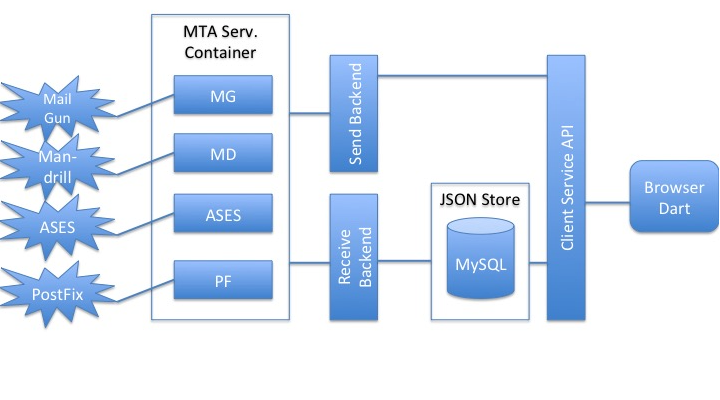 MTA Serv.
Container
Mail
Gun
MG
Man-
drill
MD
ASES
ASES
PostFix
PF
Send Backend
Receive
Backend
JSON Store
MySQL
Client Service API
Browser
Dart